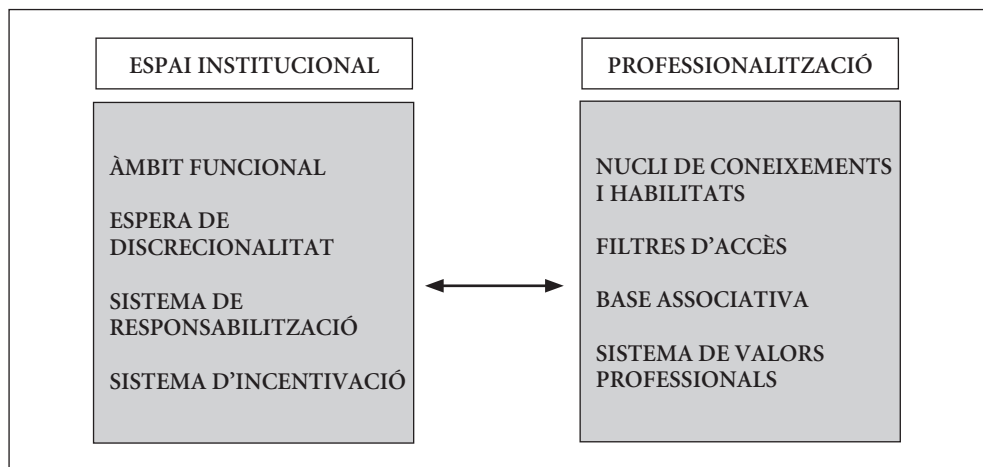 ESPAI INSTITUCIONAL
ÀMBIT FUNCIONAL
ESPERA DE
DISCRECIONALITAT
SISTEMA DE
RESPONSABILITZACIÓ
SISTEMA D’INCENTIVACIÓ
PROFESSIONALITZACIÓ
NUCLI DE CONEIXEMENTS
I HABILITATS
FILTRES D’ACCÈS
BASE ASSOCIATIVA
SISTEMA DE VALORS
PROFESSIONALS